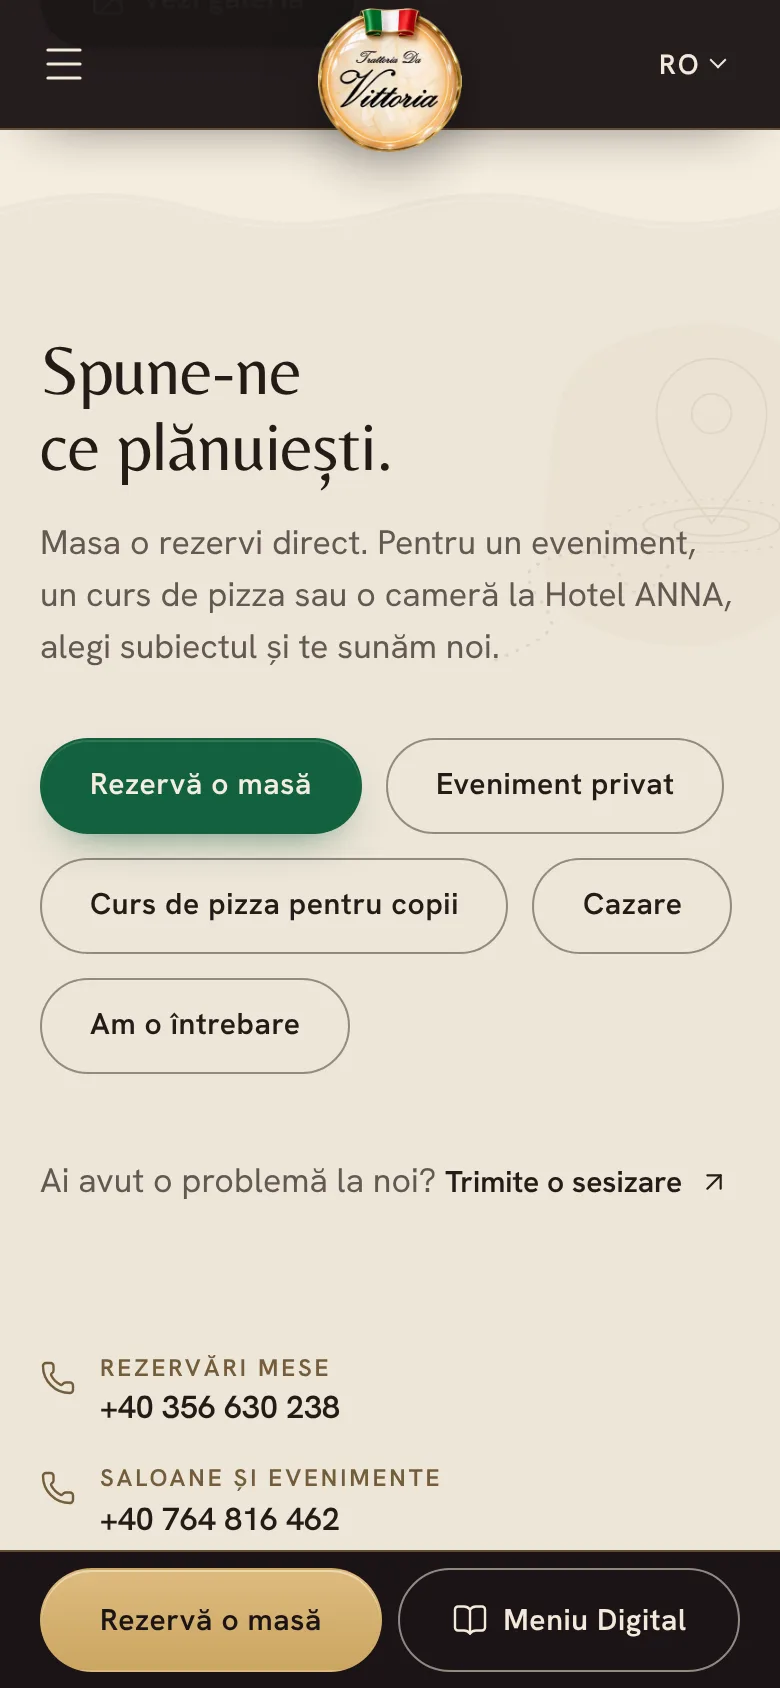 Vezi galeria
Trattoria Da
Vittoria
RO
Spune-ne
ce plănuiești.
Masa o rezervi direct. Pentru un eveniment,
un curs de pizza sau o cameră la Hotel ANNA,
alegi subiectul și te sunăm noi.
Rezervă o masă
Eveniment privat
Curs de pizza pentru copii
Cazare
Am o întrebare
Ai avut o problemă la noi? Trimite o sesizare
REZERVĂRI MESE
+40 356 630 238
SALOANE ȘI EVENIMENTE
+40 764 816 462
Rezervă o masă
Meniu Digital